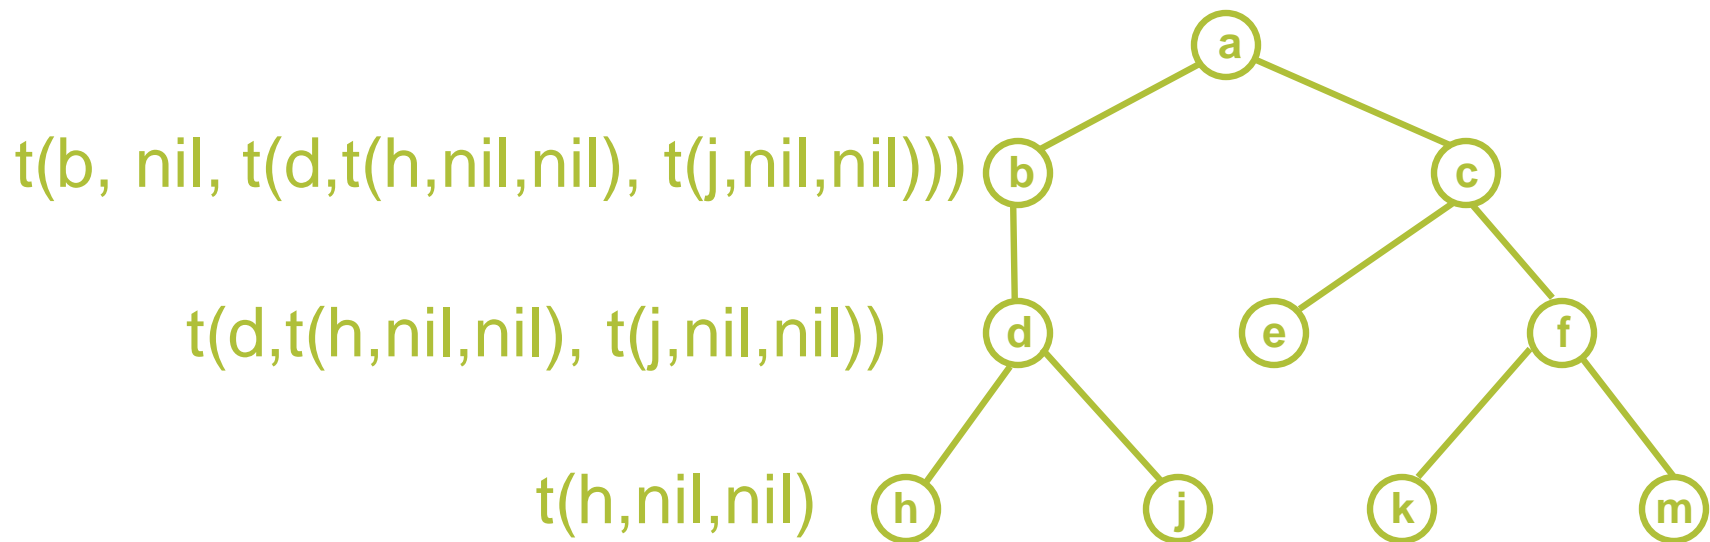 a
t(b, nil, t(d,t(h,nil,nil), t(j,nil,nil))) b c
t(d,t(h,nil,nil), t(j,nil,nil)) d e f
t(h,nil,nil) h j k m